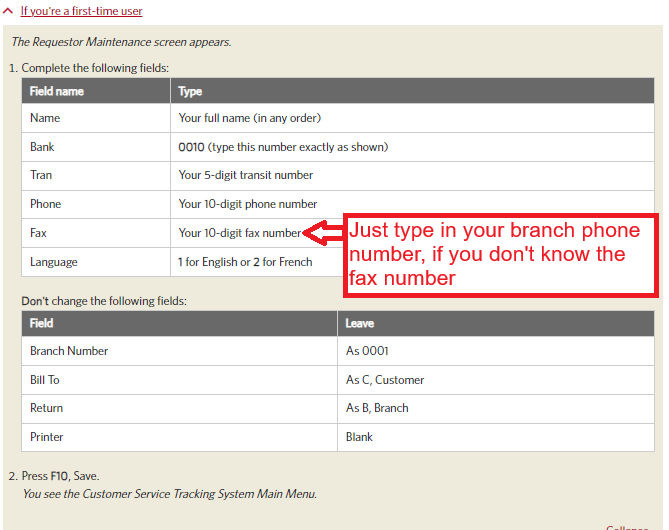 If you're a first-time user
The Requestor Maintenance screen appears.
1. Complete the following fields:
Field name Type
Name Your full name (in any order)
Bank 0010 (type this number exactly as shown)
Tran Your 5-digit transit number
Phone Your 10-digit phone number
Fax Your 10-digit fax number
Language 1 for English or 2 for French
Just type in your branch phone
number, if you don't know the
fax number
Don't change the following fields:
Field Leave
Branch Number As 0001
Bill To As C, Customer
Return As B, Branch
Printer Blank
2. Press F10, Save.
You see the Customer Service Tracking System Main Menu.